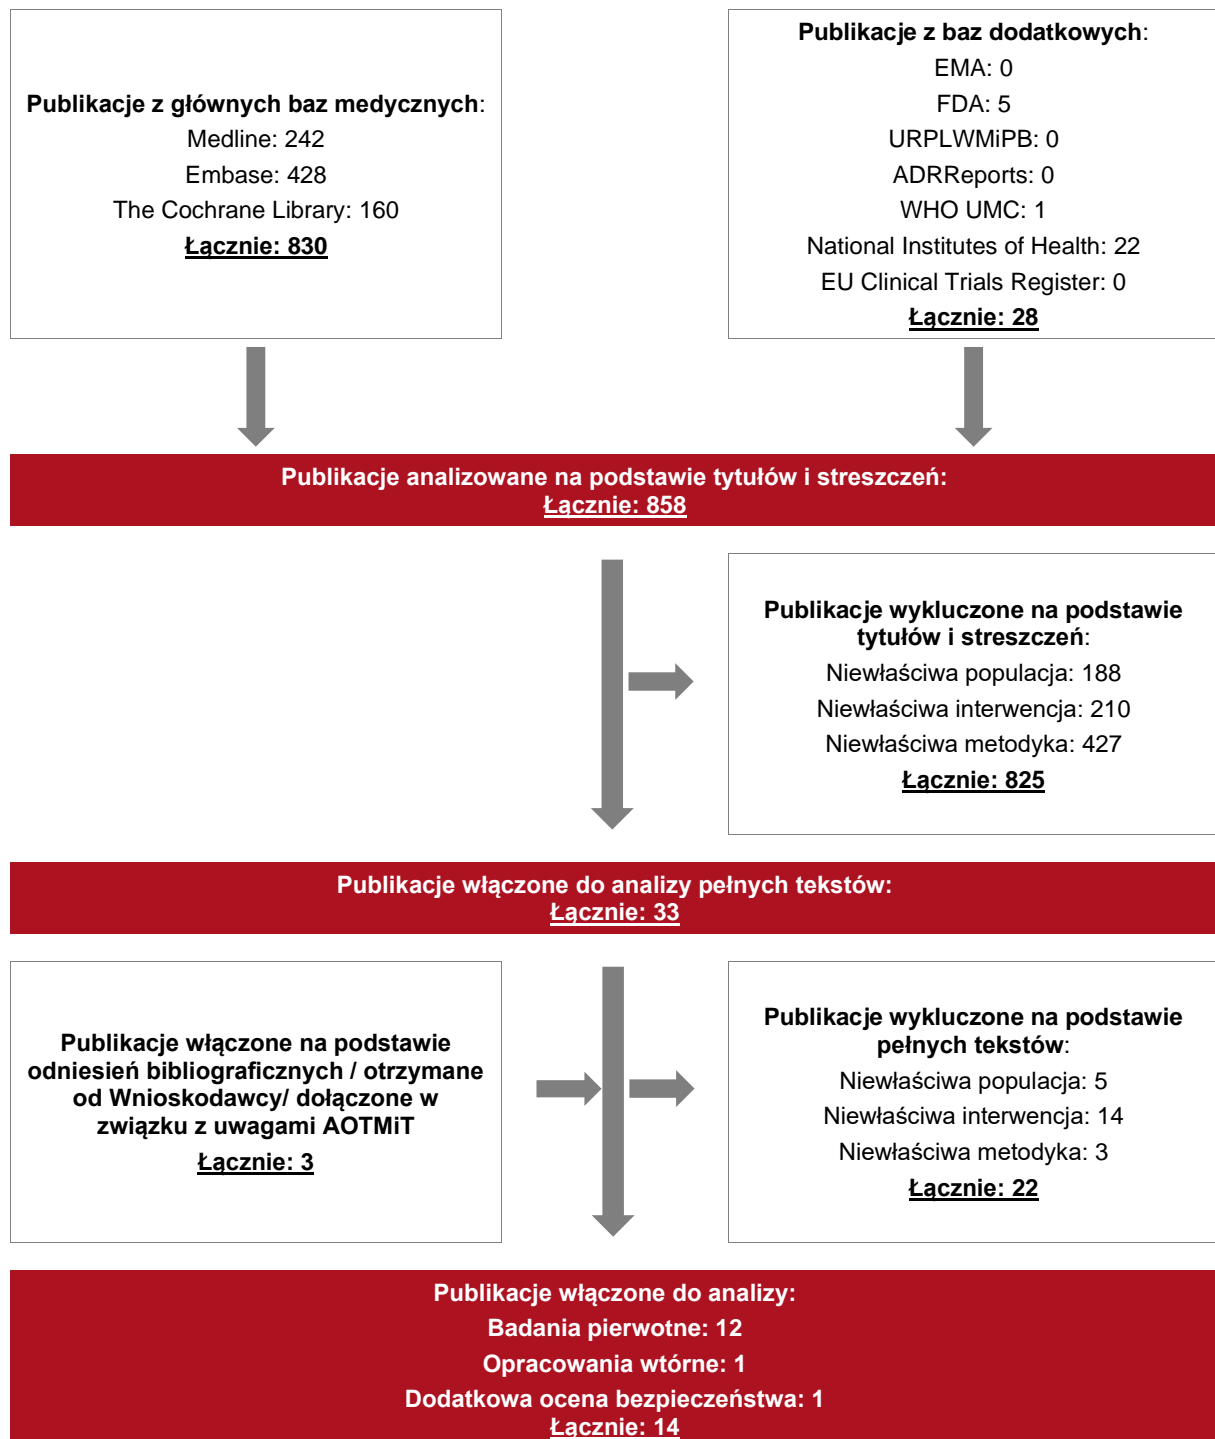 Publikacje z głównych baz medycznych:
Medline: 242
Embase: 428
The Cochrane Library: 160
Łącznie: 830
Publikacje z baz dodatkowych:
EMA: 0
FDA: 5
URPLWMiPB: 0
ADRReports: 0
WHO UMC: 1
National Institutes of Health: 22
EU Clinical Trials Register: 0
Łącznie: 28
Publikacje analizowane na podstawie tytułów i streszczeń:
Łącznie: 858
Publikacje wykluczone na podstawie
tytułów i streszczeń:
Niewłaściwa populacja: 188
Niewłaściwa interwencja: 210
Niewłaściwa metodyka: 427
Łącznie: 825
Publikacje włączone do analizy pełnych tekstów:
Łącznie: 33
Publikacje włączone na podstawie
odniesień bibliograficznych / otrzymane
od Wnioskodawcy/ dołączone w
związku z uwagami AOTMiT
Łącznie: 3
Publikacje wykluczone na podstawie
pełnych tekstów:
Niewłaściwa populacja: 5
Niewłaściwa interwencja: 14
Niewłaściwa metodyka: 3
Łącznie: 22
Publikacje włączone do analizy:
Badania pierwotne: 12
Opracowania wtórne: 1
Dodatkowa ocena bezpieczeństwa: 1
Łącznie: 14